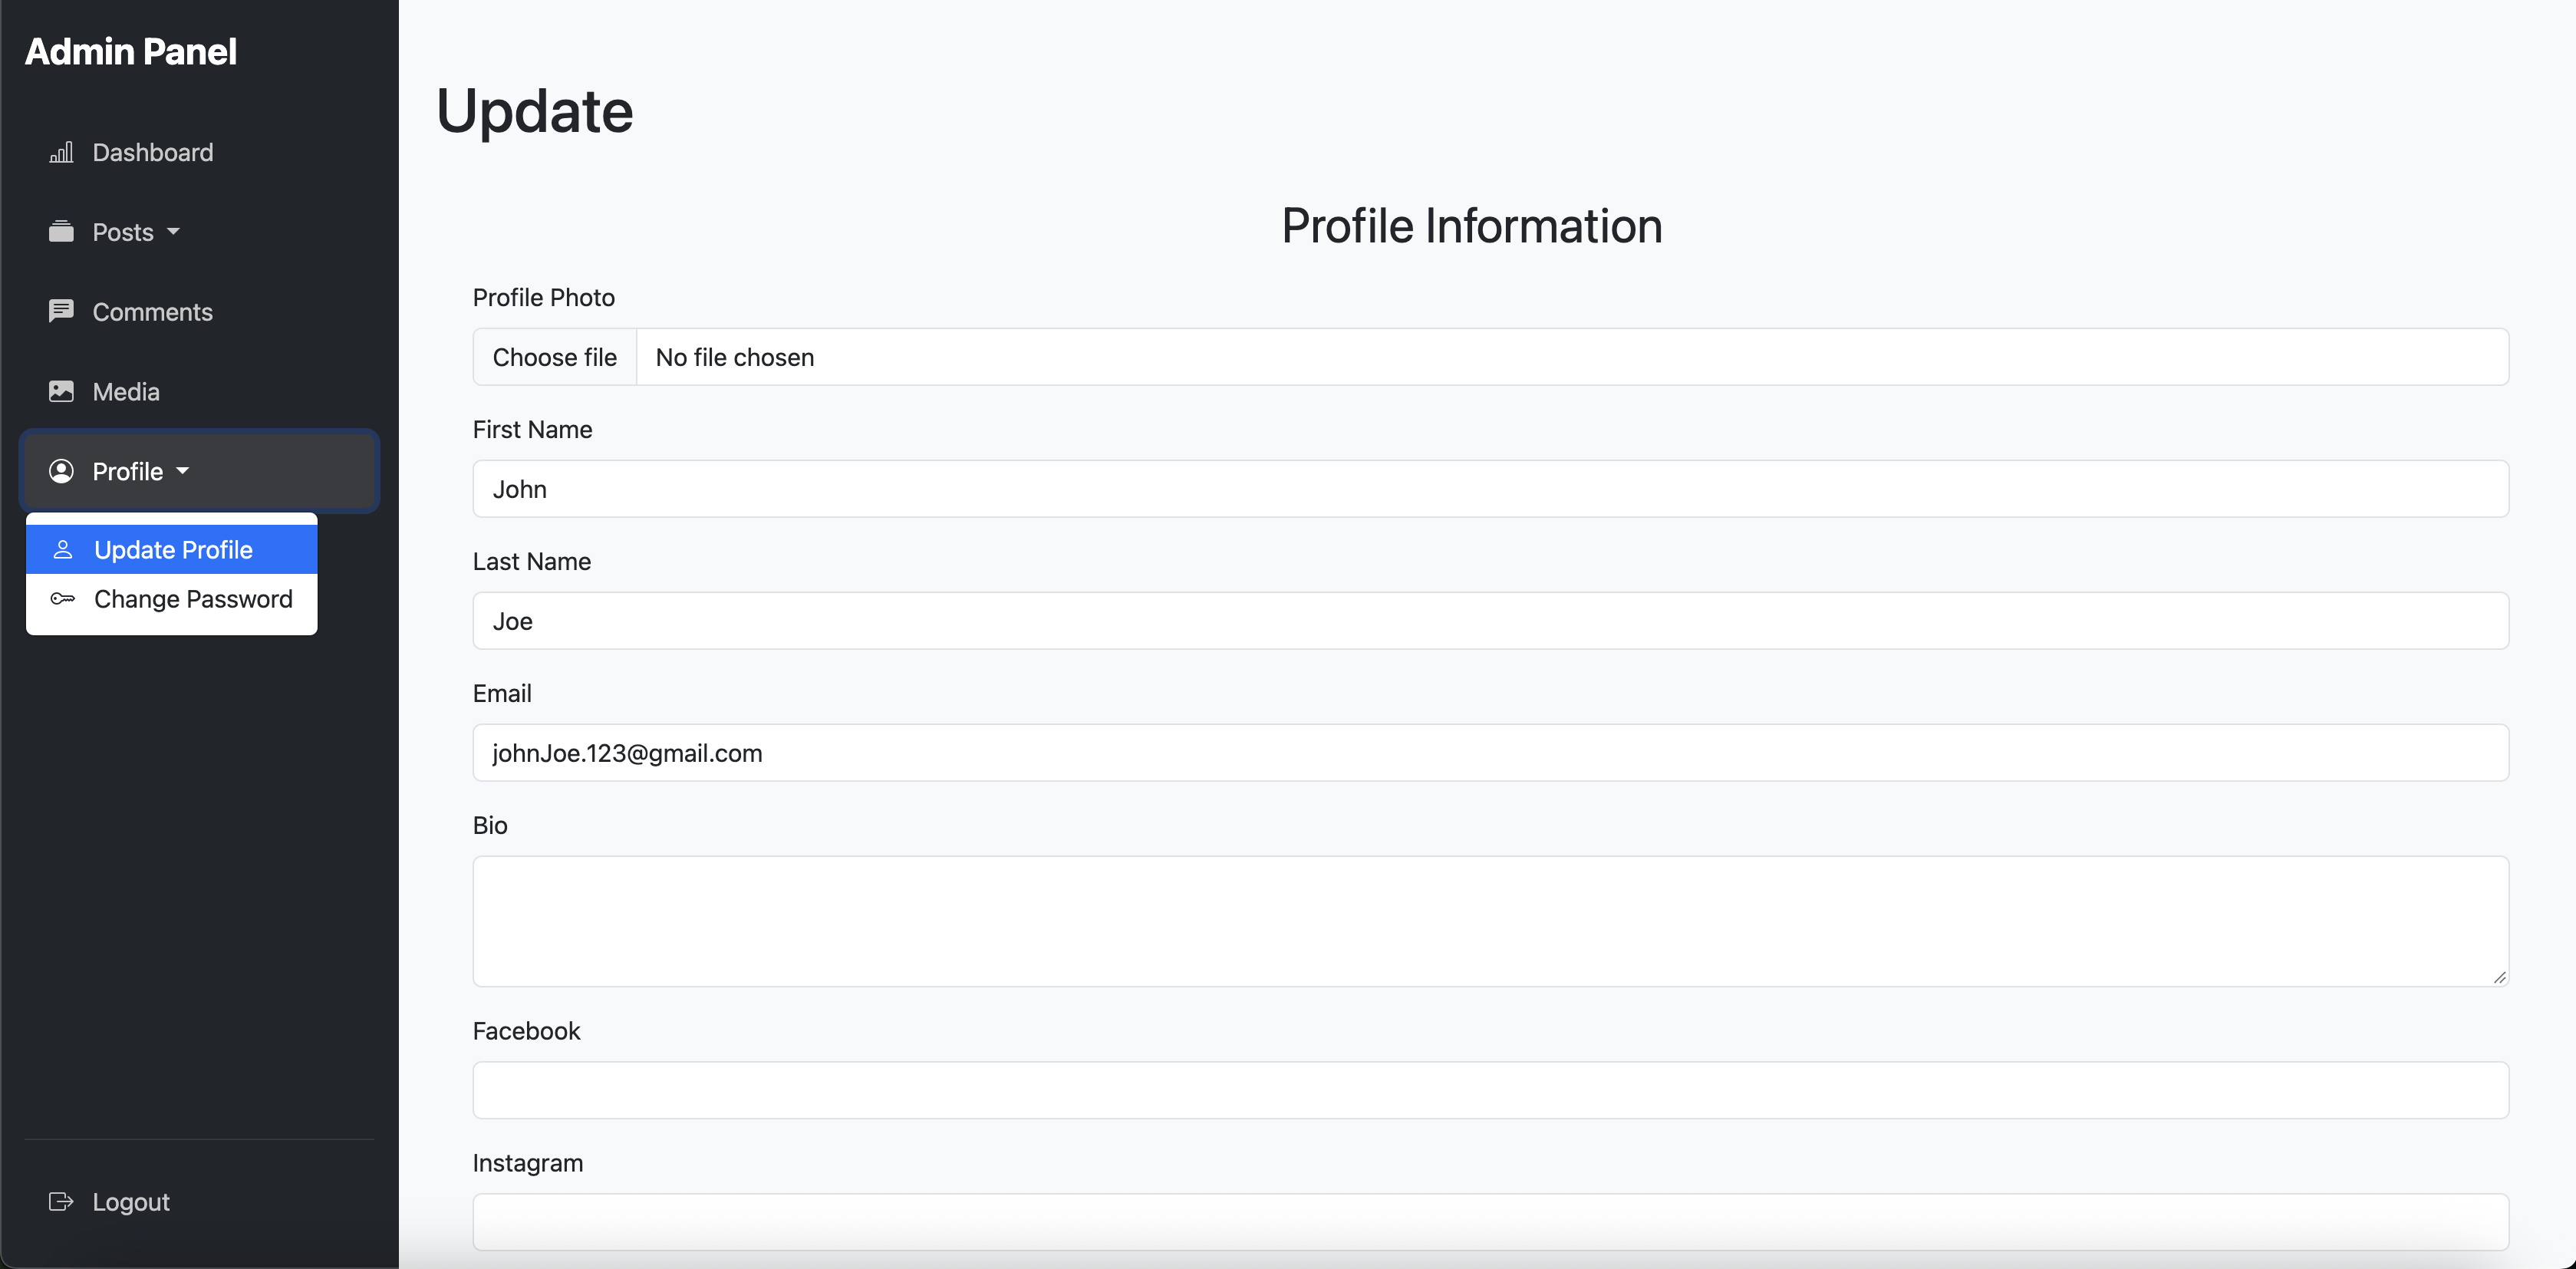 Admin Panel
Dashboard
Posts
Comments
Media
Profile
Update Profile
Change Password
Logout
Update
Profile Information
Profile Photo
Choose file No file chosen
First Name
John
Last Name
Joe
Email
johnJoe.123@gmail.com
Bio
Facebook
Instagram